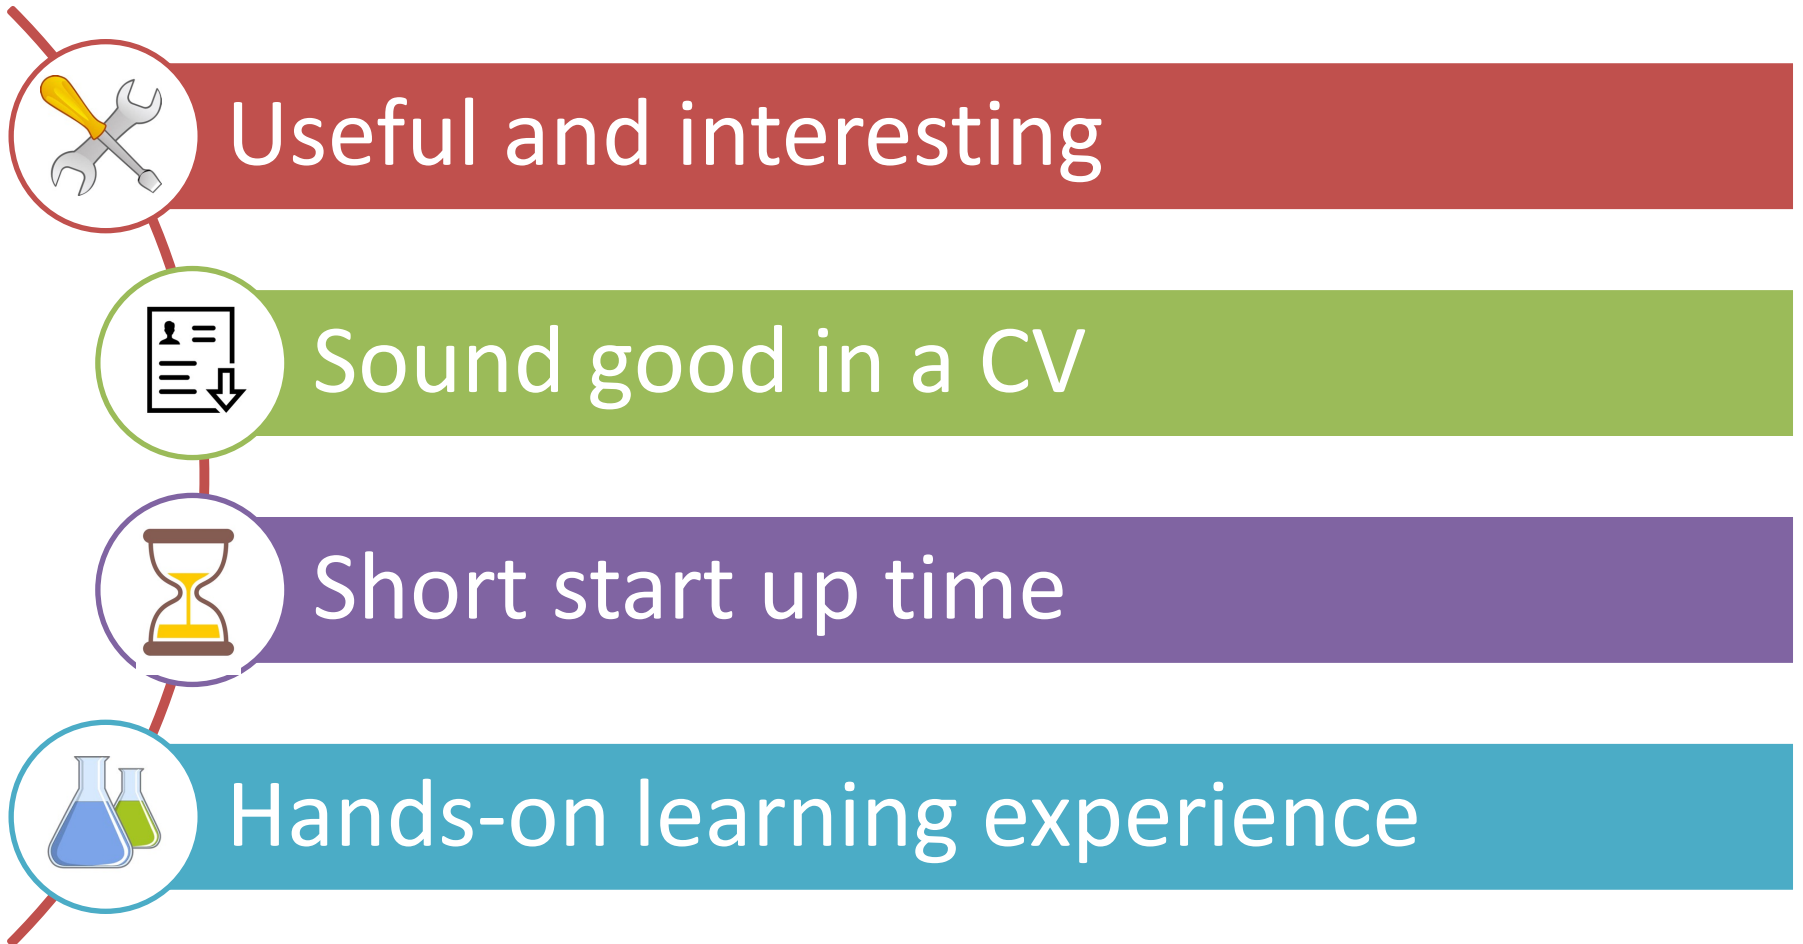 Useful and interesting
Sound good in a CV
Short start up time
Hands-on learning experience